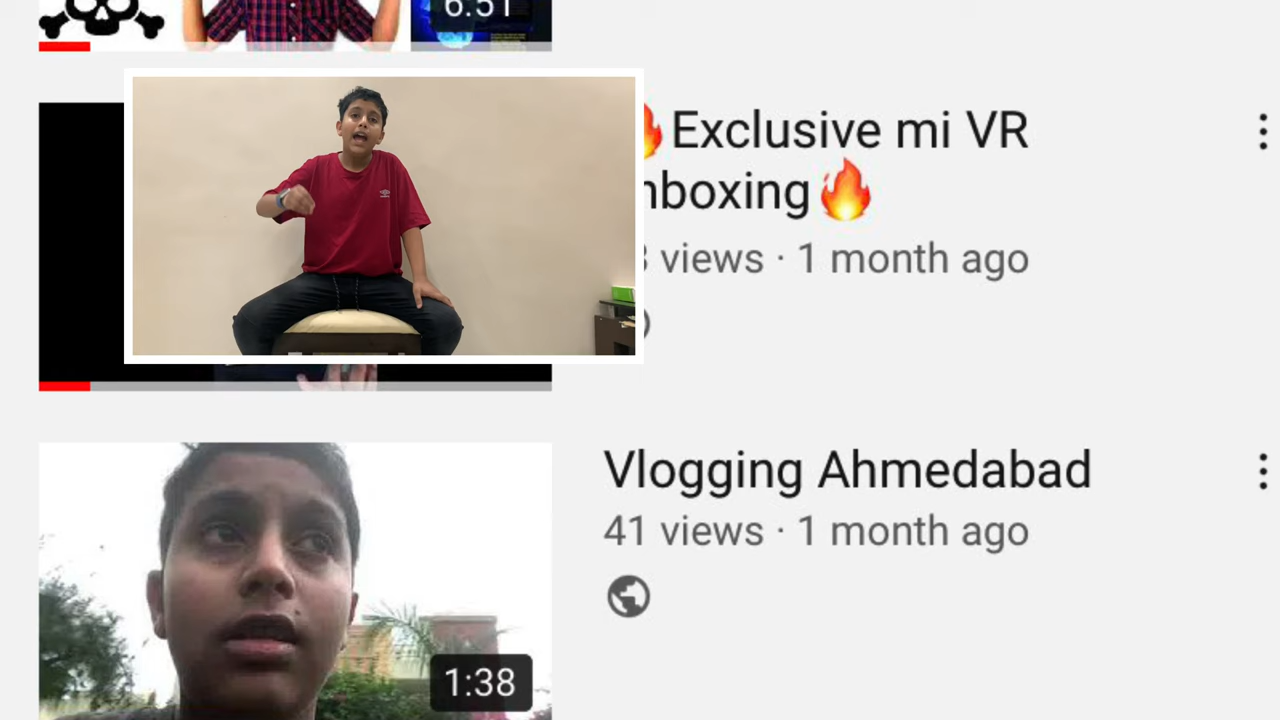 6:51
Exclusive mi VR
nboxing
views · 1 month ago
Vlogging Ahmedabad
41 views · 1 month ago
1:38